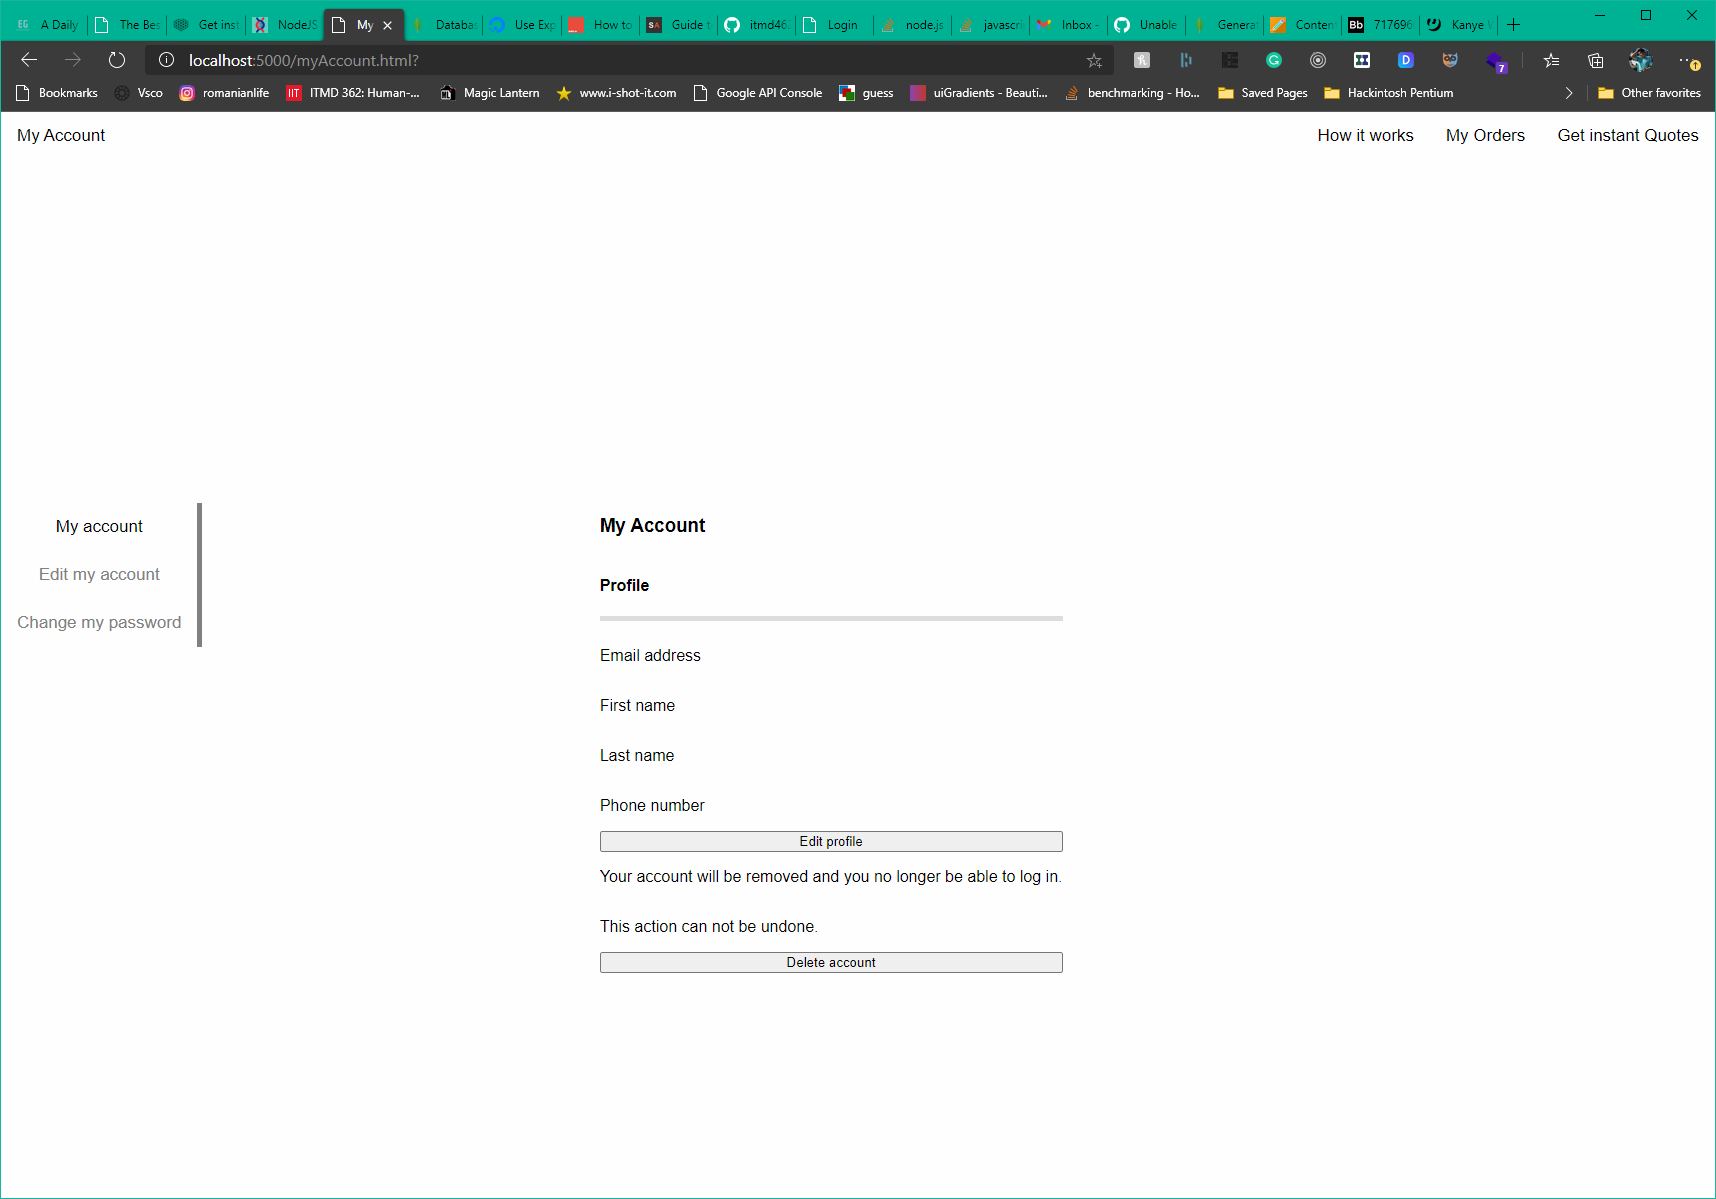 EG A Daily The Bes Get inst NodeJS My Databa Use Exp How to SA Guide t itmd46 Login node.js javascri Inbox - Unable Genera Conten Bb 717696 Kanye
localhost:5000/myAccount.html? 7
Bookmarks Vsco romanianlife IIT ITMD 362: Human-... Magic Lantern www.i-shot-it.com Google API Console guess uiGradients - Beauti... benchmarking - Ho... Saved Pages Hackintosh Pentium Other favorites
My Account How it works My Orders Get instant Quotes
My account
Edit my account
Change my password
My Account
Profile
Email address
First name
Last name
Phone number
Edit profile
Your account will be removed and you no longer be able to log in.
This action can not be undone.
Delete account